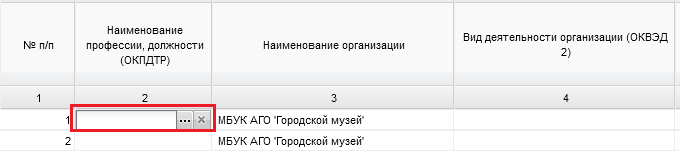 № п/п
Наименование
профессии, должности
(ОКПДТР)
Наименование организации
Вид деятельности организации (ОКВЭД
2)
1 2 3 4
1 ... × МБУК АГО 'Городской музей'
2 МБУК АГО 'Городской музей'